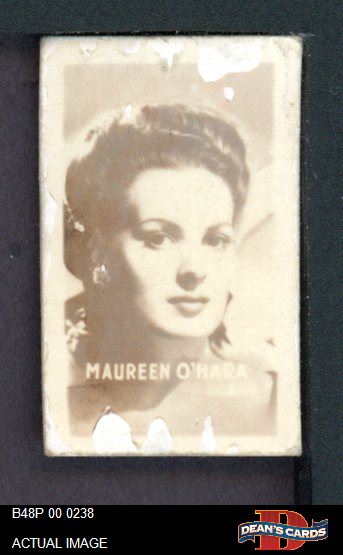 MAUREEN O'HARA
B48P 00 0238
ACTUAL IMAGE
B
DEAN'S CARDS